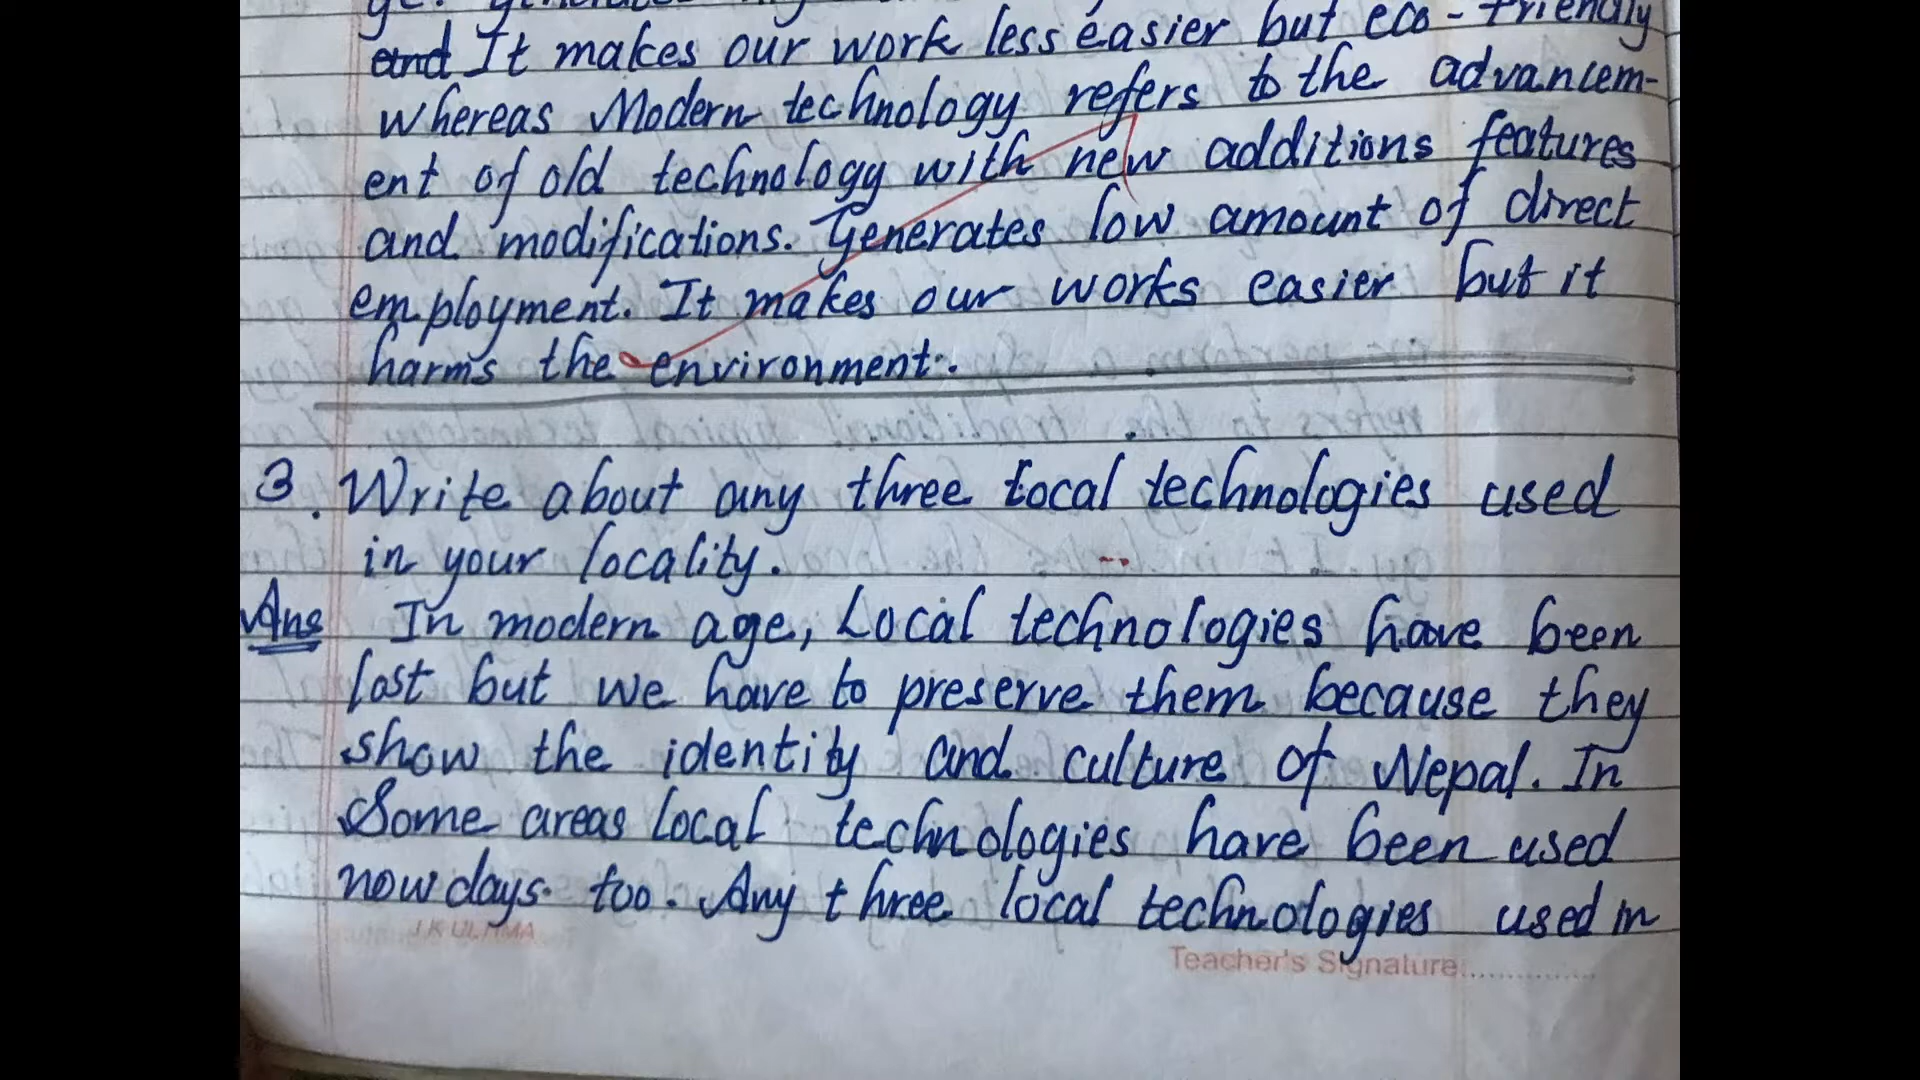 ge. generates
and It makes our work less easier but eco-friendly
whereas Modern technology refers to the advancem-
ent of old technology with new additions features
and modifications. Generates low amount of direct
employment. It makes our works easier but it
harms the environment.
3. Write about any three local technologies used
in your locality.
Ans In modern age, Local technologies have been
lost but we have to preserve them because they
show the identity and culture of Nepal. In
Some areas local technologies have been used
nowdays too. Any three local technologies used in
Teacher's Signature..............